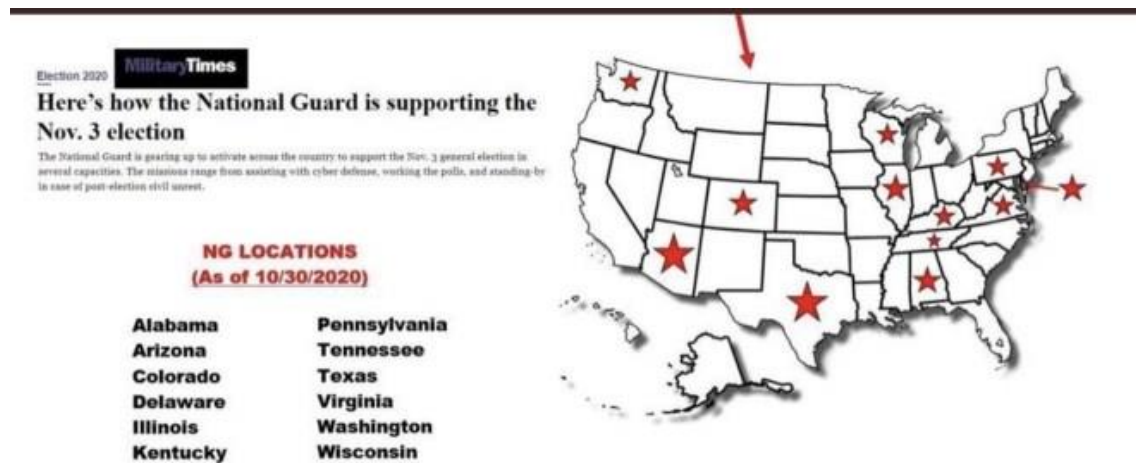 Election 2020
MilitaryTimes
Here's how the National Guard is supporting the
Nov. 3 election
The National Guard is gearing up to activate across the country to support the Nov. 3 general election in
several capacities. The missions range from assisting with cyber defense, working the polls, and standing-by
in case of post-election civil unrest.
NG LOCATIONS
(As of 10/30/2020)
Alabama
Arizona
Colorado
Delaware
Illinois
Kentucky
Pennsylvania
Tennessee
Texas
Virginia
Washington
Wisconsin